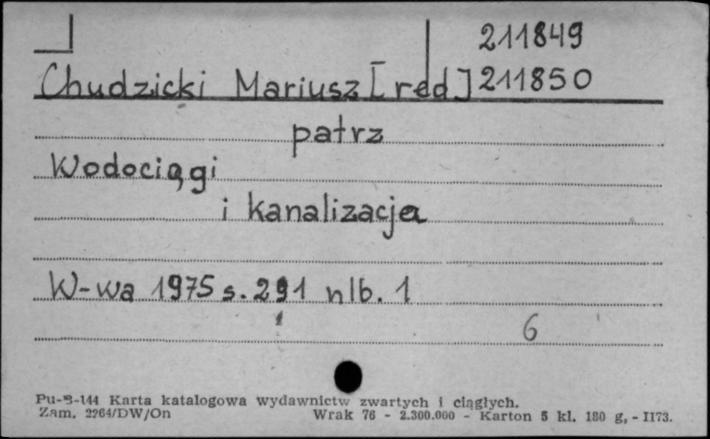 211849
Chudzicki Mariusz [red] 211850
patrz
Wodociągi
i kanalizacja
W-wa 1975 s. 291 nlb. 1
6
Pu-B-144 Karta katalogowa wydawnictw zwartych i ciągłych.
Zam. 2964/DW/On Wrak 76 - 2.300.000 - Karton 5 kl. 180 g, - II73.